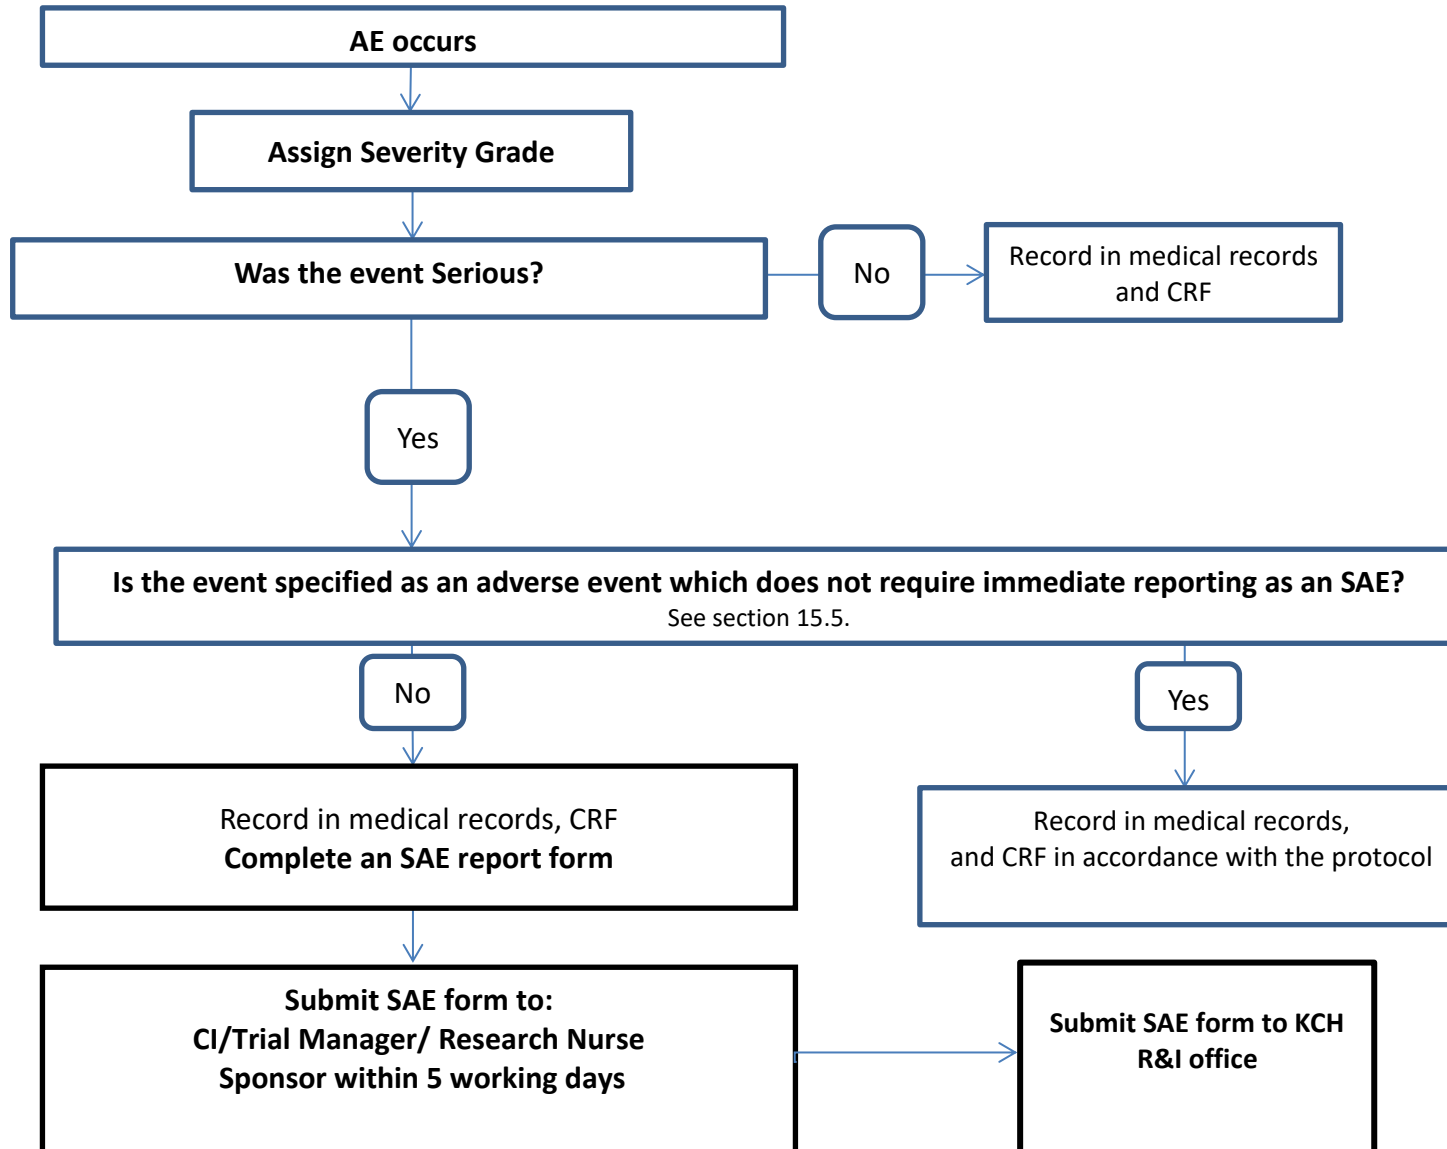 AE occurs
Assign Severity Grade
Was the event Serious?
No
Record in medical records
and CRF
Yes
Is the event specified as an adverse event which does not require immediate reporting as an SAE?
See section 15.5.
No
Yes
Record in medical records, CRF
Complete an SAE report form
Record in medical records,
and CRF in accordance with the protocol
Submit SAE form to:
CI/Trial Manager/ Research Nurse
Sponsor within 5 working days
Submit SAE form to KCH
R&I office